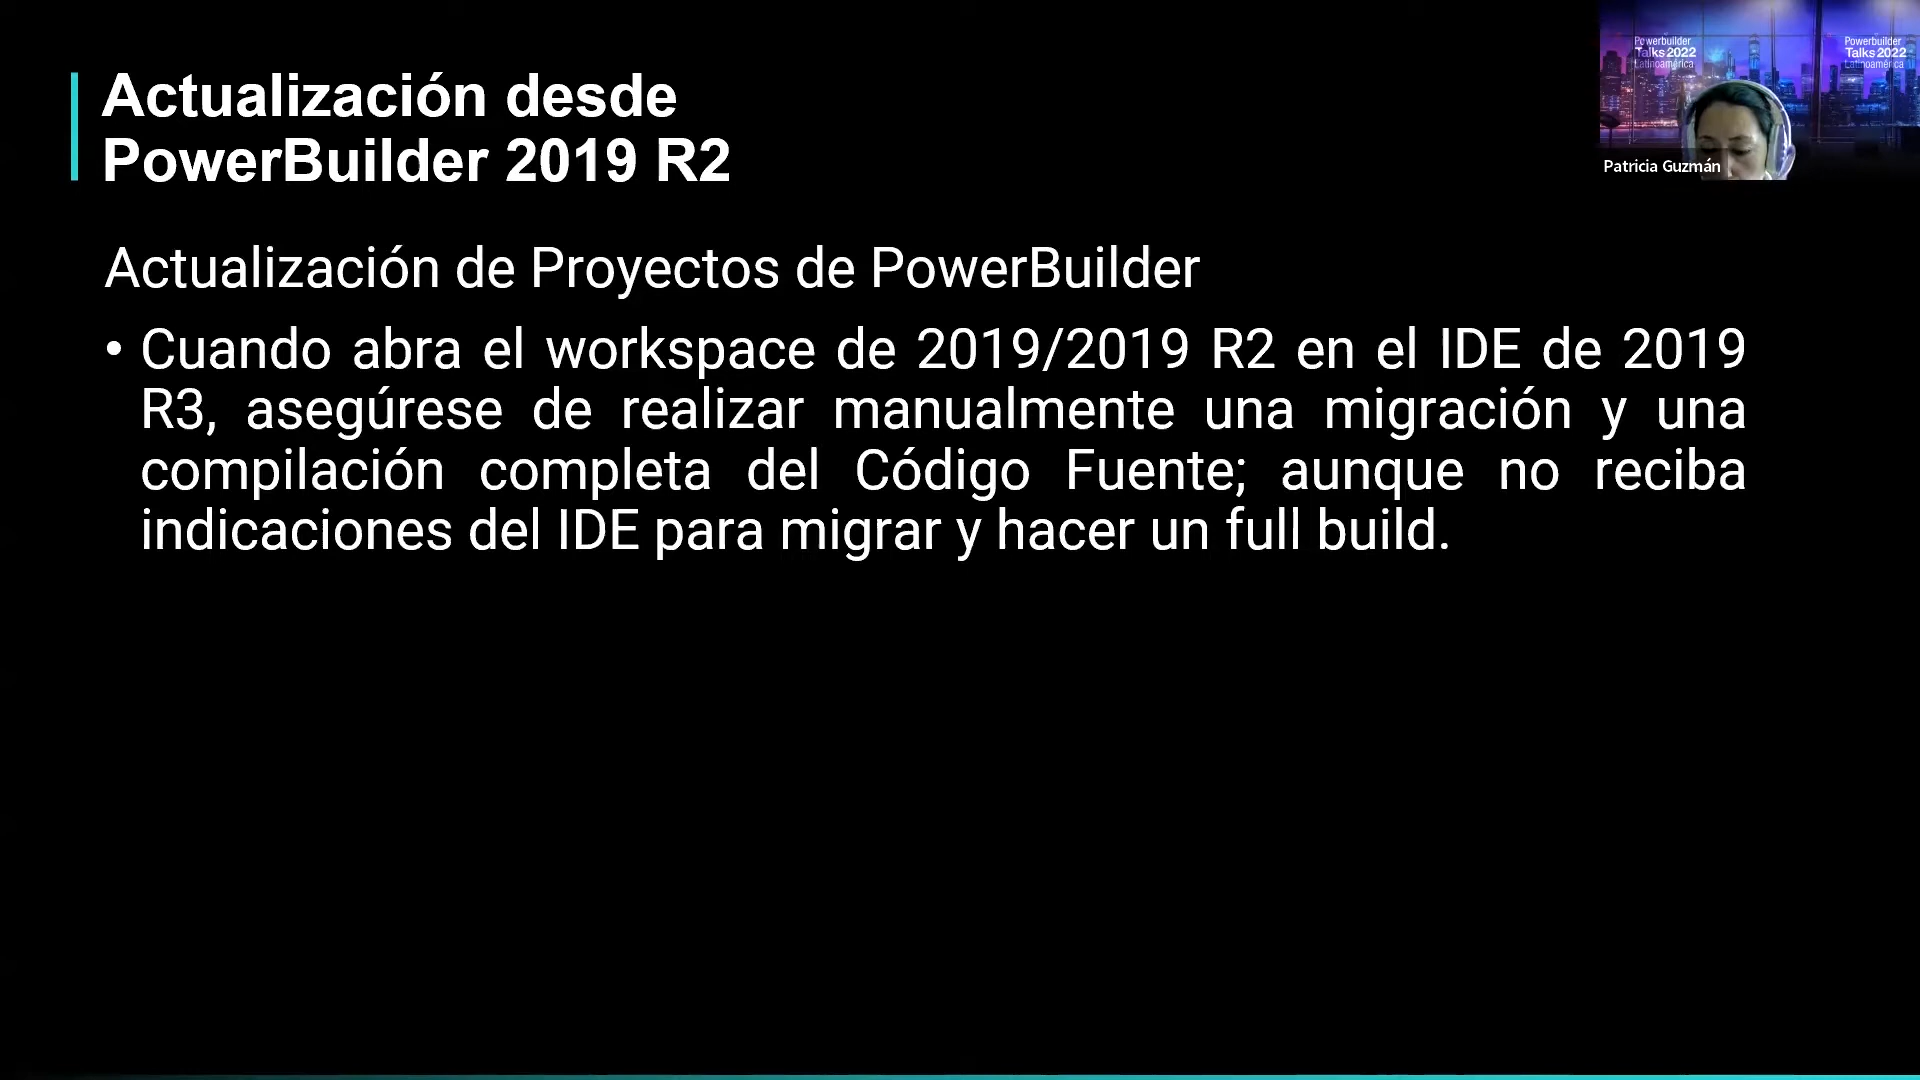 Actualización desde
PowerBuilder 2019 R2
Powerbuilder
Talks 2022
Latinoamérica
Powerbuilder
Talks 2022
Latinoamérica
Patricia Guzmán
Actualización de Proyectos de PowerBuilder
• Cuando abra el workspace de 2019/2019 R2 en el IDE de 2019
R3, asegúrese de realizar manualmente una migración y una
compilación completa del Código Fuente; aunque no reciba
indicaciones del IDE para migrar y hacer un full build.